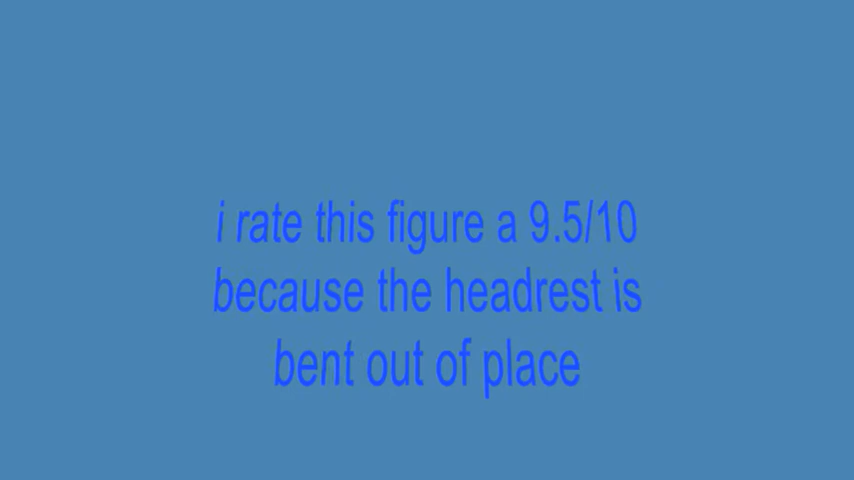 i rate this figure a 9.5/10
because the headrest is
bent out of place